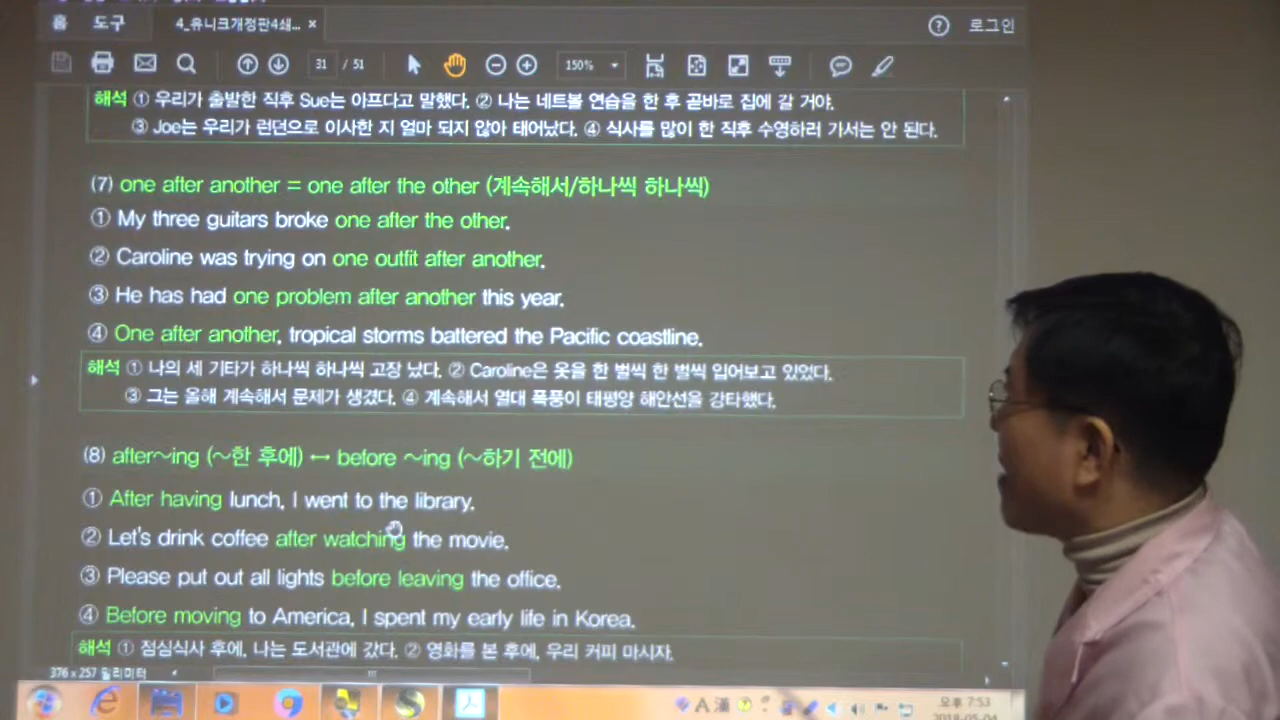 홈 도구 4_유니크개정판4쇄... × ? 로그인
31 / 51 150%
해석 ① 우리가 출발한 직후 Sue는 아프다고 말했다. ② 나는 네트볼 연습을 한 후 곧바로 집에 갈 거야.
③ Joe는 우리가 런던으로 이사한 지 얼마 되지 않아 태어났다. ④ 식사를 많이 한 직후 수영하러 가서는 안 된다.
(7) one after another = one after the other (계속해서/하나씩 하나씩)
① My three guitars broke one after the other.
② Caroline was trying on one outfit after another.
③ He has had one problem after another this year.
④ One after another, tropical storms battered the Pacific coastline.
해석 ① 나의 세 기타가 하나씩 하나씩 고장 났다. ② Caroline은 옷을 한 벌씩 한 벌씩 입어보고 있었다.
③ 그는 올해 계속해서 문제가 생겼다. ④ 계속해서 열대 폭풍이 태평양 해안선을 강타했다.
(8) after~ing (~한 후에) ↔ before ~ing (~하기 전에)
① After having lunch, I went to the library.
② Let's drink coffee after watching the movie.
③ Please put out all lights before leaving the office.
④ Before moving to America, I spent my early life in Korea.
해석 ① 점심식사 후에, 나는 도서관에 갔다. ② 영화를 본 후에, 우리 커피 마시자.
376 x 257 밀리미터
A 漢 오후 7:53
2018-05-04